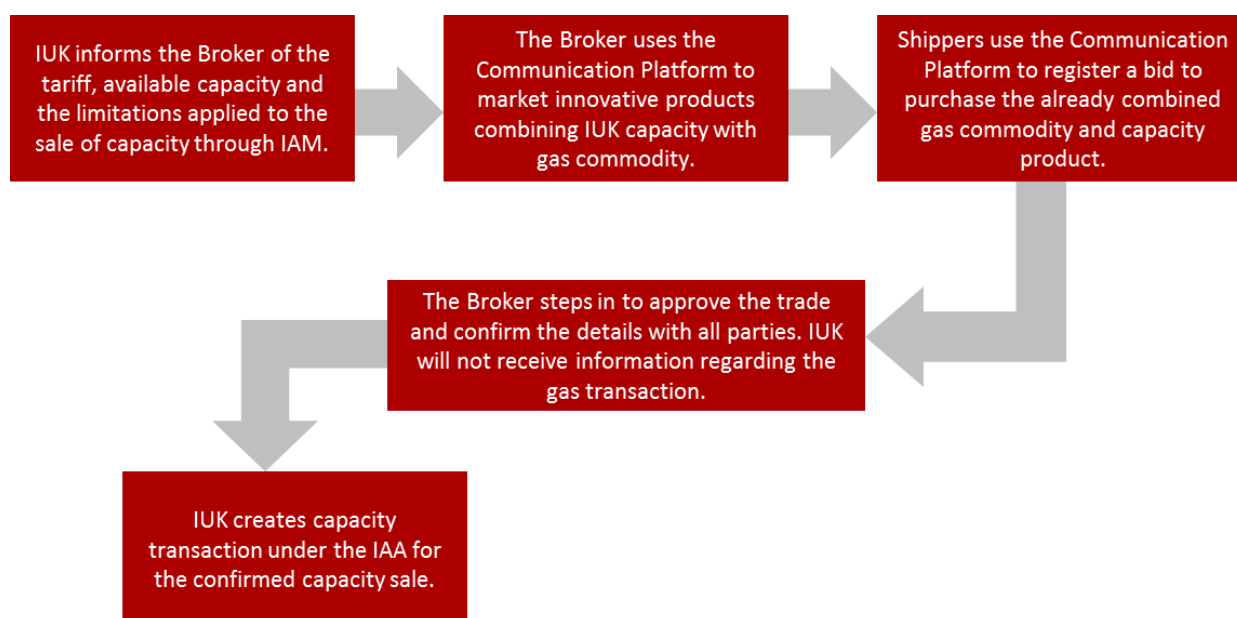 IUK informs the Broker of the
tariff, available capacity and
the limitations applied to the
sale of capacity through IAM.
The Broker uses the
Communication Platform to
market innovative products
combining IUK capacity with
gas commodity.
Shippers use the Communication
Platform to register a bid to
purchase the already combined
gas commodity and capacity
product.
The Broker steps in to approve the trade
and confirm the details with all parties. IUK
will not receive information regarding the
gas transaction.
IUK creates capacity
transaction under the IAA for
the confirmed capacity sale.